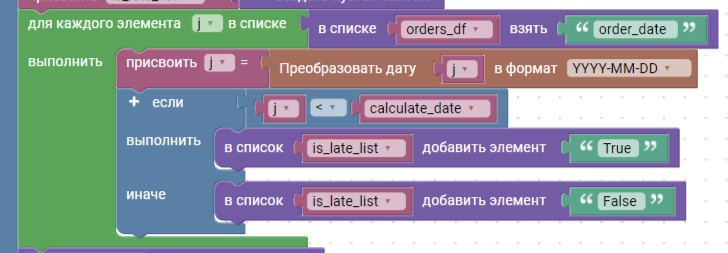 для каждого элемента j в списке в списке orders_df взять “ order_date ”
выполнить присвоить j = Преобразовать дату j в формат YYYY-MM-DD
+ если j < calculate_date
выполнить в список is_late_list добавить элемент “ True ”
иначе в список is_late_list добавить элемент “ False ”